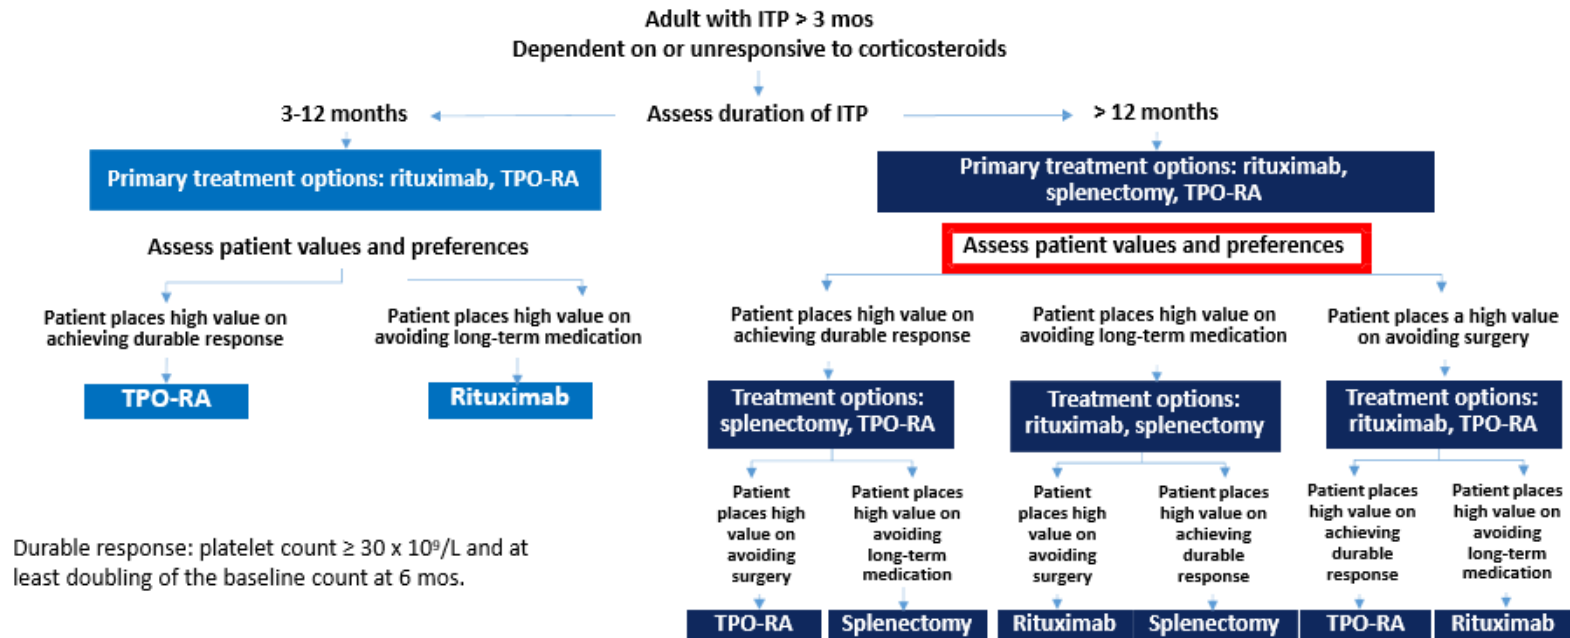 Adult with ITP > 3 mos
Dependent on or unresponsive to corticosteroids
3-12 months
Assess duration of ITP
> 12 months
Primary treatment options: rituximab, TPO-RA
Primary treatment options: rituximab,
splenectomy, TPO-RA
Assess patient values and preferences
Assess patient values and preferences
Patient places high value on
achieving durable response
Patient places high value on
avoiding long-term medication
Patient places high value on
achieving durable response
Patient places high value on
avoiding long-term medication
Patient places a high value
on avoiding surgery
TPO-RA
Rituximab
Treatment options:
splenectomy, TPO-RA
Treatment options:
rituximab, splenectomy
Treatment options:
rituximab, TPO-RA
Patient
places high
value on
avoiding
surgery
Patient places
high value on
avoiding
long-term
medication
Patient
places high
value on
avoiding
surgery
Patient places
high value on
achieving
durable
response
Patient places
high value on
achieving
durable
response
Patient places
high value on
avoiding
long-term
medication
TPO-RA
Splenectomy
Rituximab
Splenectomy
TPO-RA
Rituximab
Durable response: platelet count ≥ 30 x 10⁹/L and at
least doubling of the baseline count at 6 mos.